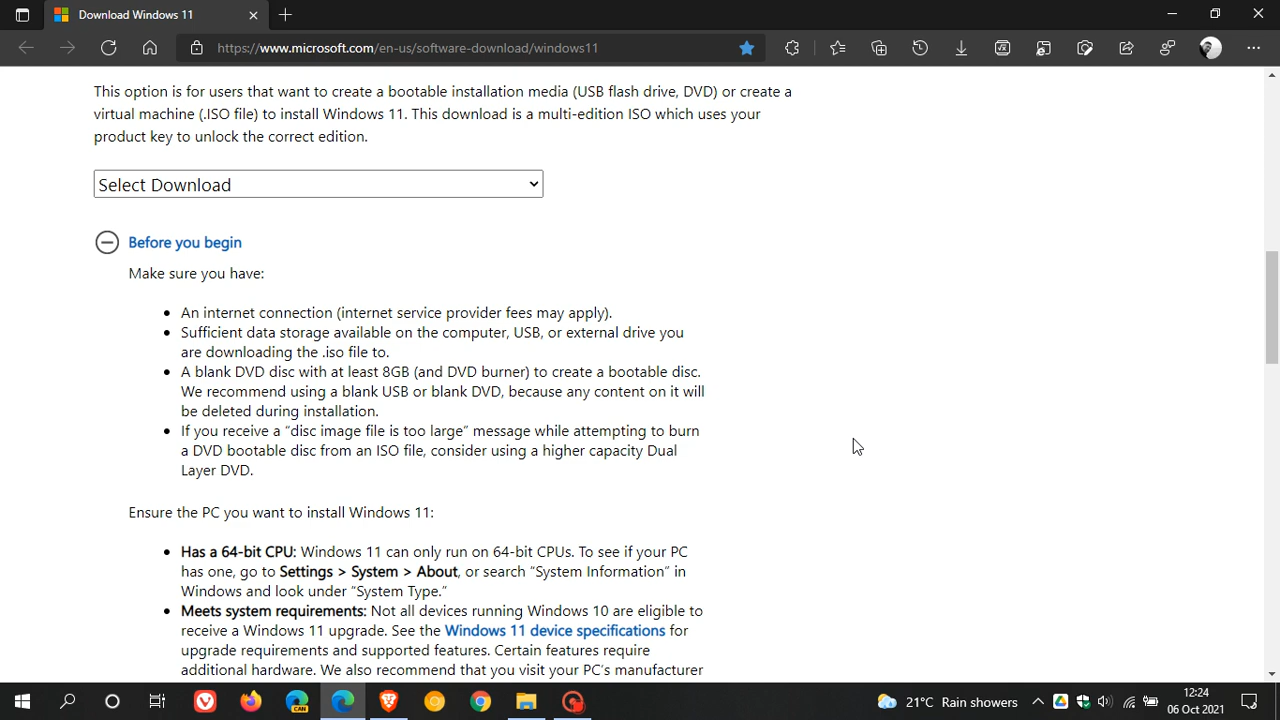 Download Windows 11
https://www.microsoft.com/en-us/software-download/windows11
This option is for users that want to create a bootable installation media (USB flash drive, DVD) or create a
virtual machine (.ISO file) to install Windows 11. This download is a multi-edition ISO which uses your
product key to unlock the correct edition.
Select Download
Before you begin
Make sure you have:
• An internet connection (internet service provider fees may apply).
• Sufficient data storage available on the computer, USB, or external drive you
are downloading the .iso file to.
• A blank DVD disc with at least 8GB (and DVD burner) to create a bootable disc.
We recommend using a blank USB or blank DVD, because any content on it will
be deleted during installation.
• If you receive a “disc image file is too large” message while attempting to burn
a DVD bootable disc from an ISO file, consider using a higher capacity Dual
Layer DVD.
Ensure the PC you want to install Windows 11:
• Has a 64-bit CPU: Windows 11 can only run on 64-bit CPUs. To see if your PC
has one, go to Settings > System > About, or search “System Information” in
Windows and look under “System Type.”
• Meets system requirements: Not all devices running Windows 10 are eligible to
receive a Windows 11 upgrade. See the Windows 11 device specifications for
upgrade requirements and supported features. Certain features require
additional hardware. We also recommend that you visit your PC's manufacturer
CAN
21°C Rain showers
12:24
06 Oct 2021